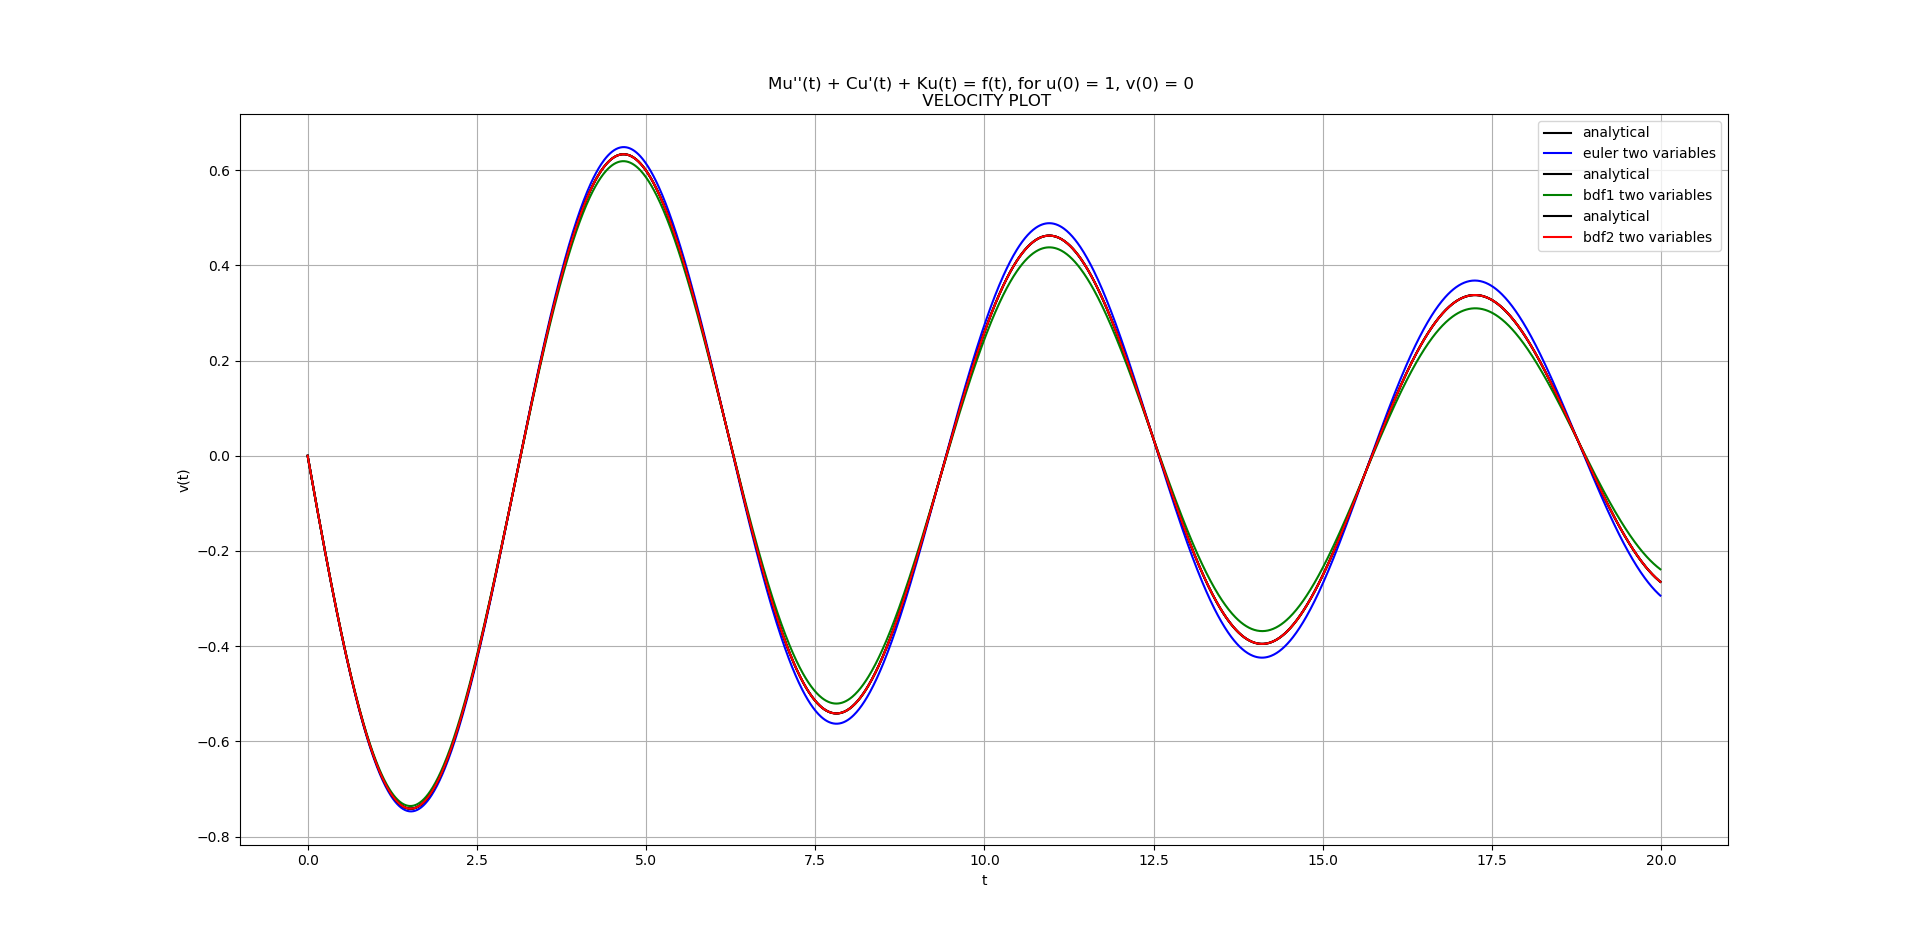 Mu''(t) + Cu'(t) + Ku(t) = f(t), for u(0) = 1, v(0) = 0
VELOCITY PLOT
analytical
euler two variables
analytical
bdf1 two variables
analytical
bdf2 two variables
0.6
0.4
0.2
0.0
−0.2
−0.4
−0.6
−0.8
v(t)
0.0 2.5 5.0 7.5 10.0 12.5 15.0 17.5 20.0
t